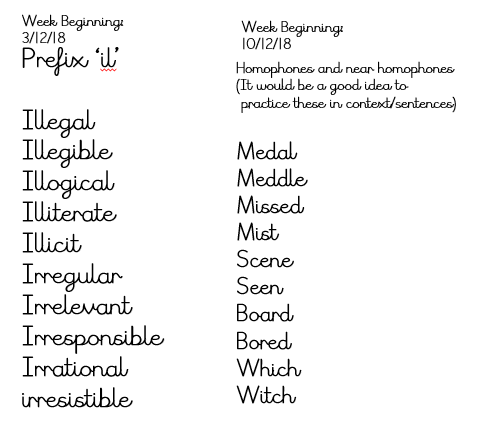 Week Beginning:
3/12/18
Prefix ‘il’
Illegal
Illegible
Illogical
Illiterate
Illicit
Irregular
Irrelevant
Irresponsible
Irrational
irresistible
Week Beginning:
10/12/18
Homophones and near homophones
(It would be a good idea to
practice these in context/sentences)
Medal
Meddle
Missed
Mist
Scene
Seen
Board
Bored
Which
Witch